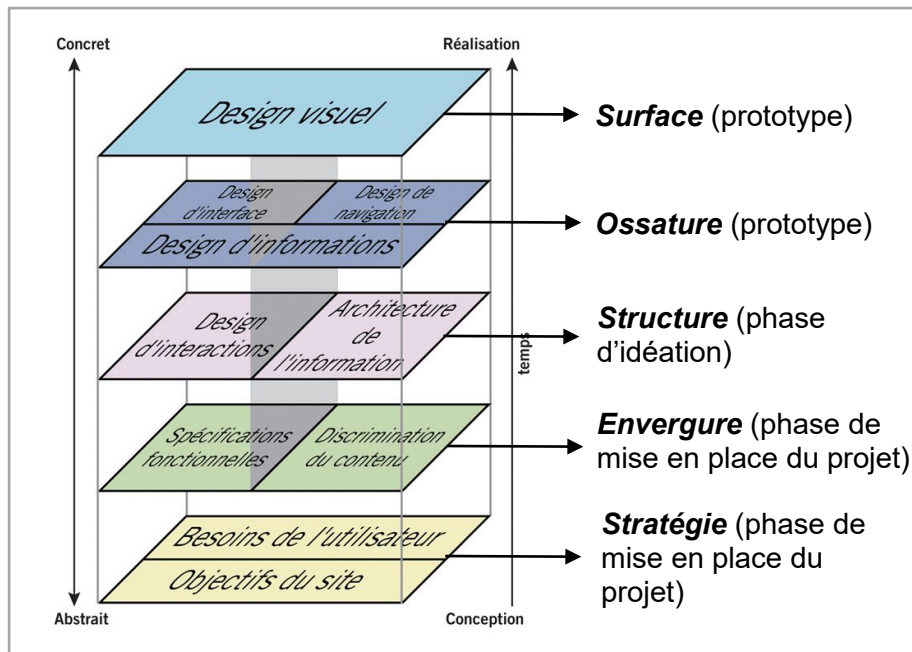 Concret
Réalisation
Design visuel
Surface (prototype)
Design
d'interface
Design de
navigation
Design d'informations
Ossature (prototype)
Design
d'interactions
Architecture
de
l'information
Structure (phase
d’idéation)
temps
Spécifications
fonctionnelles
Discrimination
du contenu
Envergure (phase de
mise en place du projet)
Besoins de l'utilisateur
Objectifs du site
Stratégie (phase de
mise en place du
projet)
Abstrait
Conception